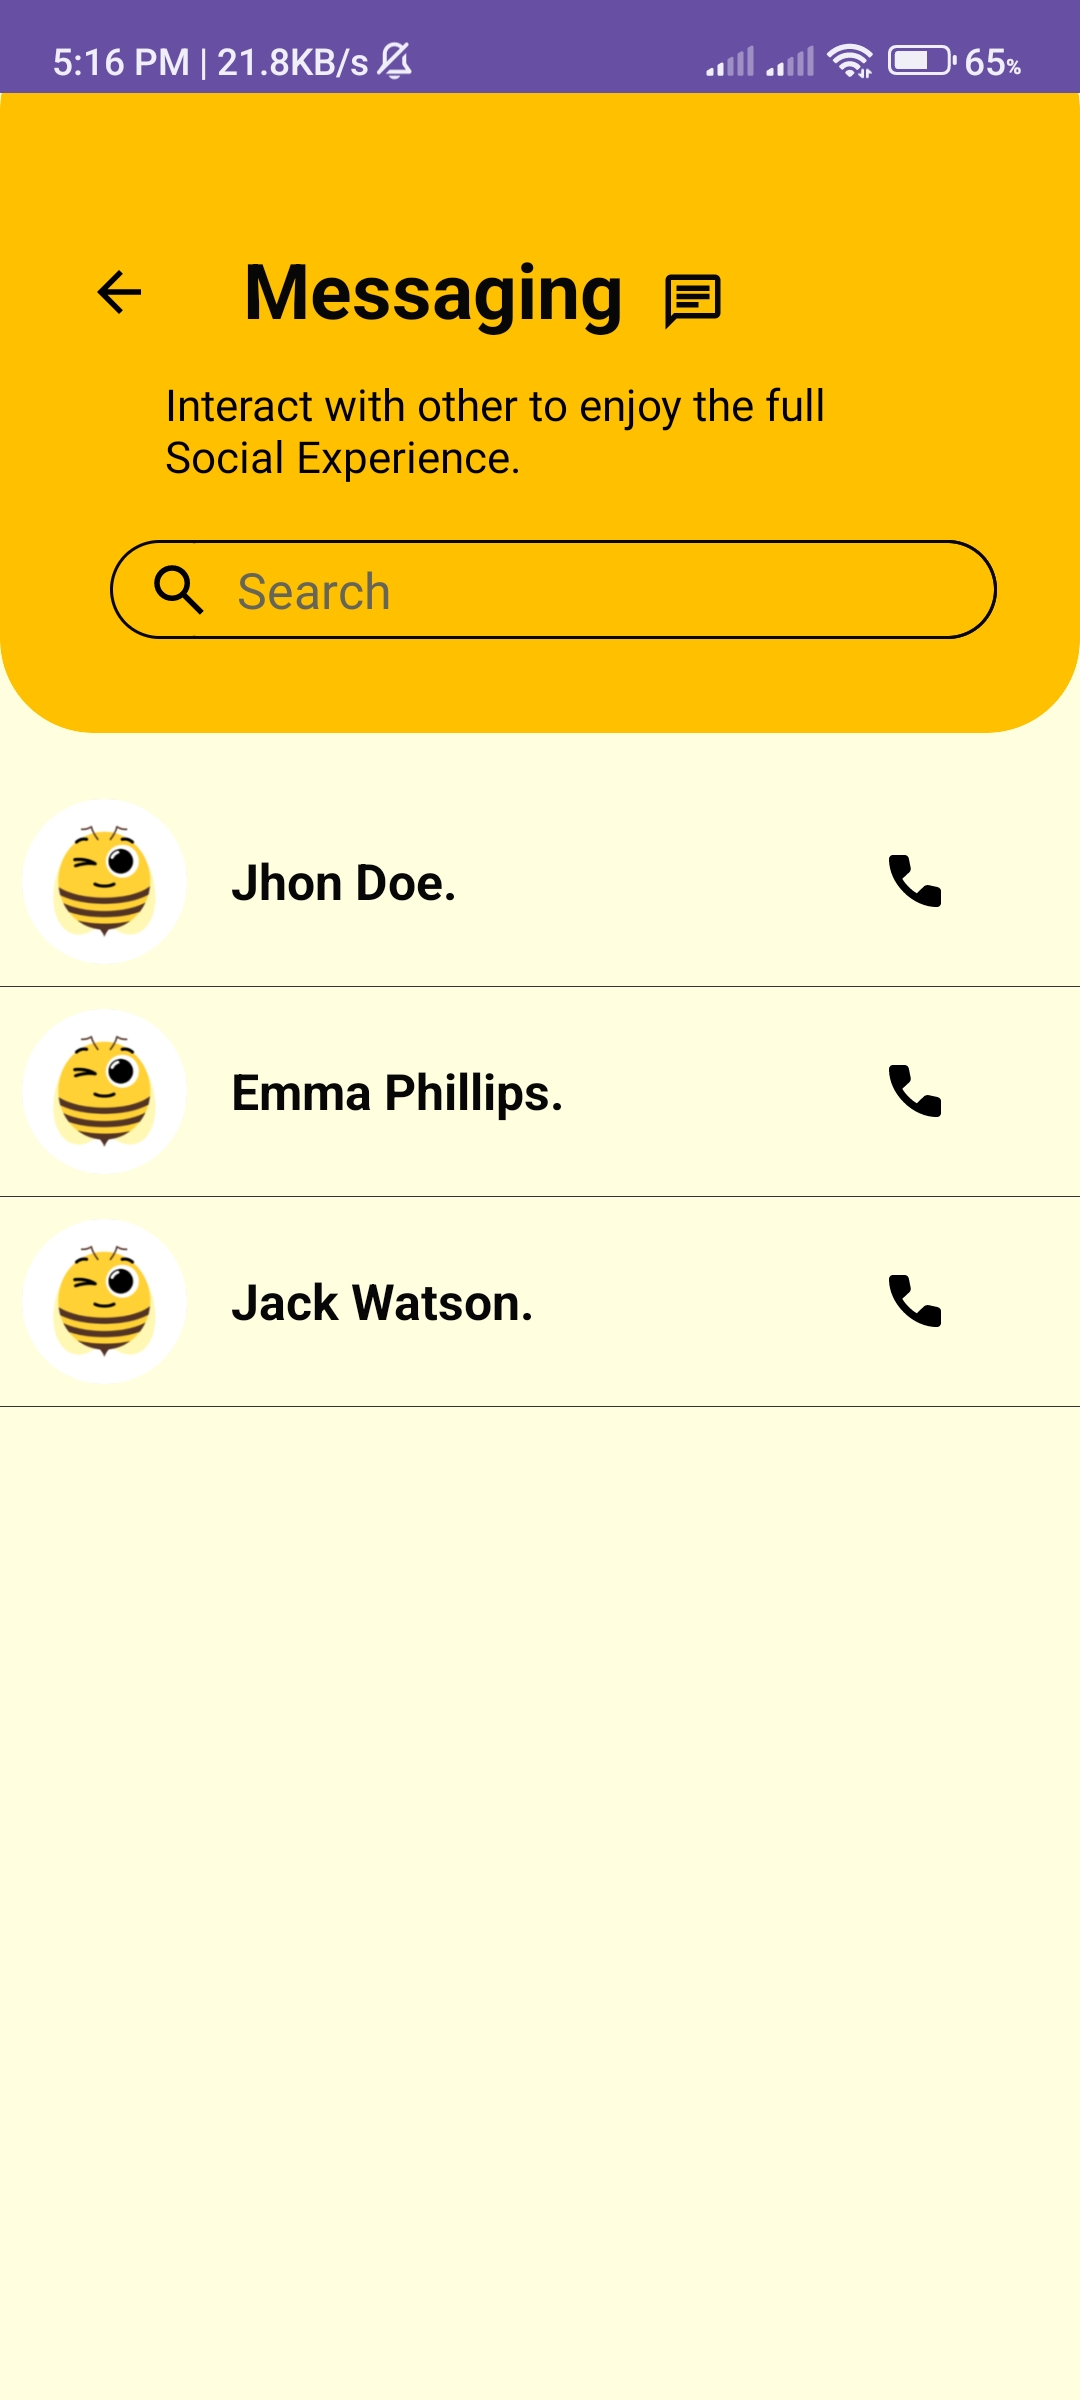 5:16 PM | 21.8KB/s 65%
Messaging
Interact with other to enjoy the full
Social Experience.
Search
Jhon Doe.
Emma Phillips.
Jack Watson.